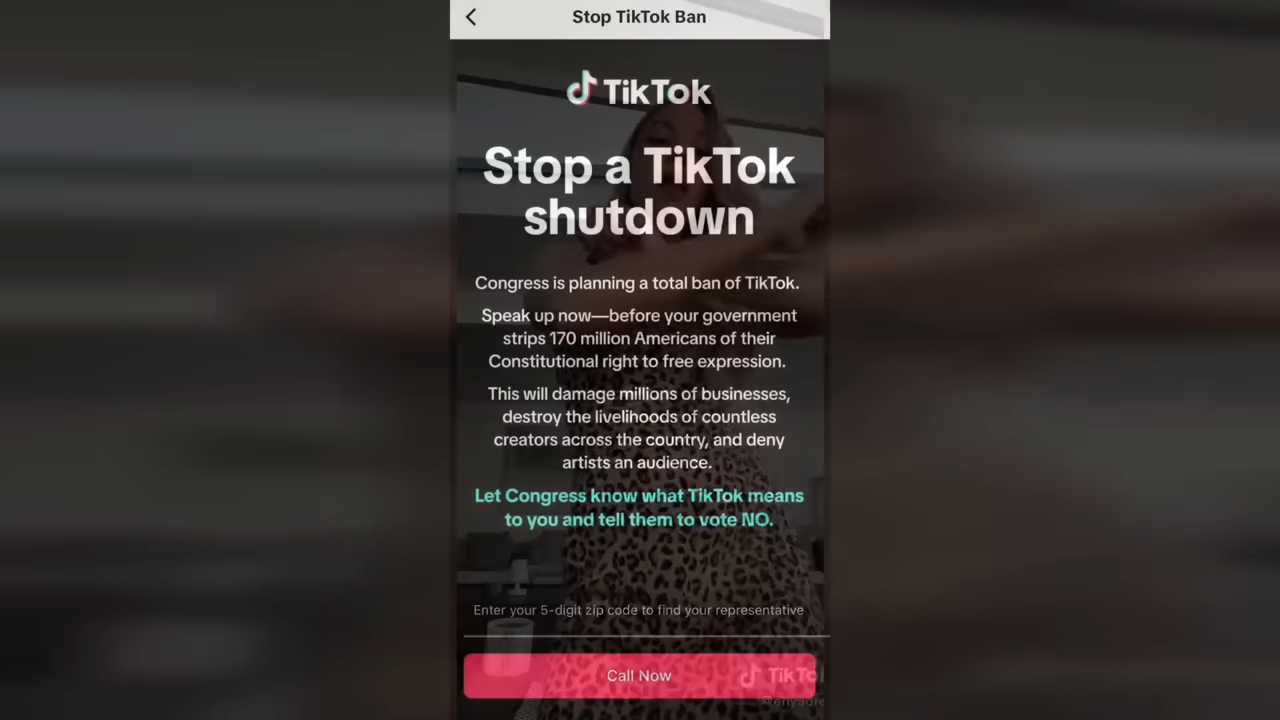 Stop TikTok Ban
TikTok
Stop a TikTok
shutdown
Congress is planning a total ban of TikTok.
Speak up now—before your government
strips 170 million Americans of their
Constitutional right to free expression.
This will damage millions of businesses,
destroy the livelihoods of countless
creators across the country, and deny
artists an audience.
Let Congress know what TikTok means
to you and tell them to vote NO.
Enter your 5-digit zip code to find your representative
Call Now